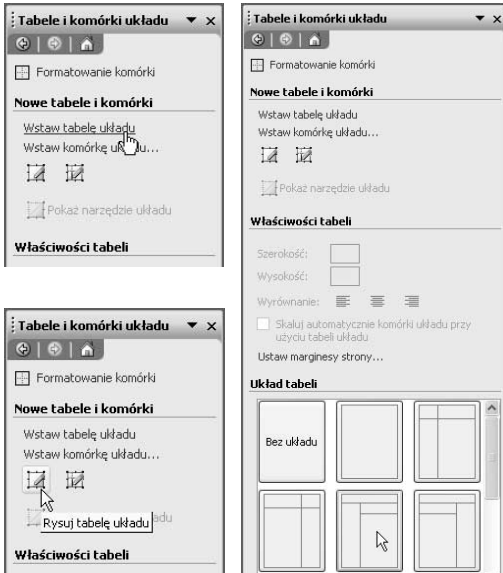 Tabele i komórki układu
Formatowanie komórki
Nowe tabele i komórki
Wstaw tabelę układu
Wstaw komórkę układu...
Pokaż narzędzie układu
Właściwości tabeli
Tabele i komórki układu
Formatowanie komórki
Nowe tabele i komórki
Wstaw tabelę układu
Wstaw komórkę układu...
Rysuj tabelę układu
Właściwości tabeli
Tabele i komórki układu
Formatowanie komórki
Nowe tabele i komórki
Wstaw tabelę układu
Wstaw komórkę układu...
Pokaż narzędzie układu
Właściwości tabeli
Szerokość:
Wysokość:
Wyrównanie:
Skaluj automatycznie komórki układu przy
użyciu tabeli układu
Ustaw marginesy strony...
Układ tabeli
Bez układu